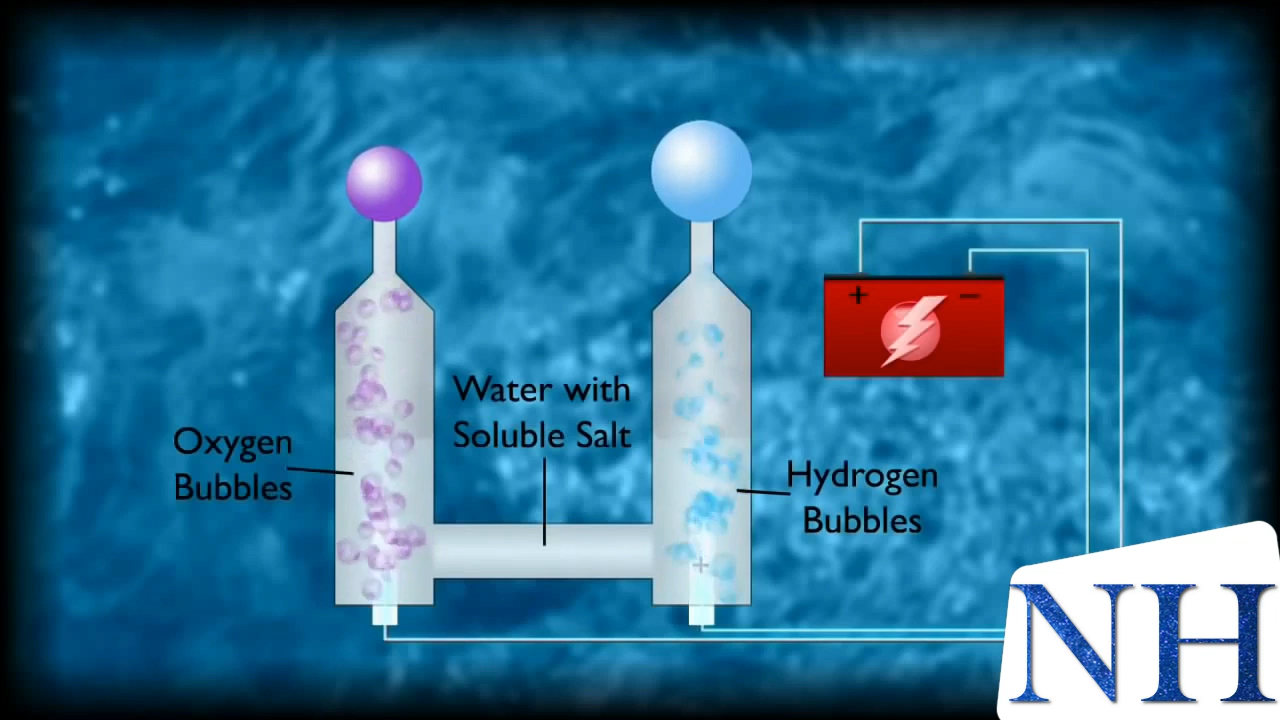 Water with
Soluble Salt
Oxygen
Bubbles
Hydrogen
Bubbles
+ −
+
NH